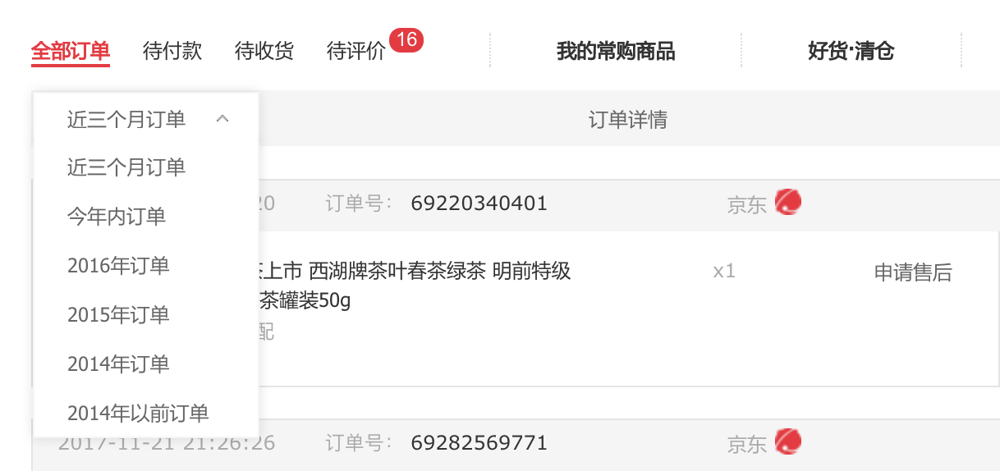 全部订单 待付款 待收货 待评价 16 我的常购商品 好货·清仓
近三个月订单 订单详情
近三个月订单
今年内订单
2016年订单
2015年订单
2014年订单
2014年以前订单
20 订单号： 69220340401 京东
上市 西湖牌茶叶春茶绿茶 明前特级 x1 申请售后
茶罐装50g
配
2017-11-21 21:26:26 订单号： 69282569771 京东